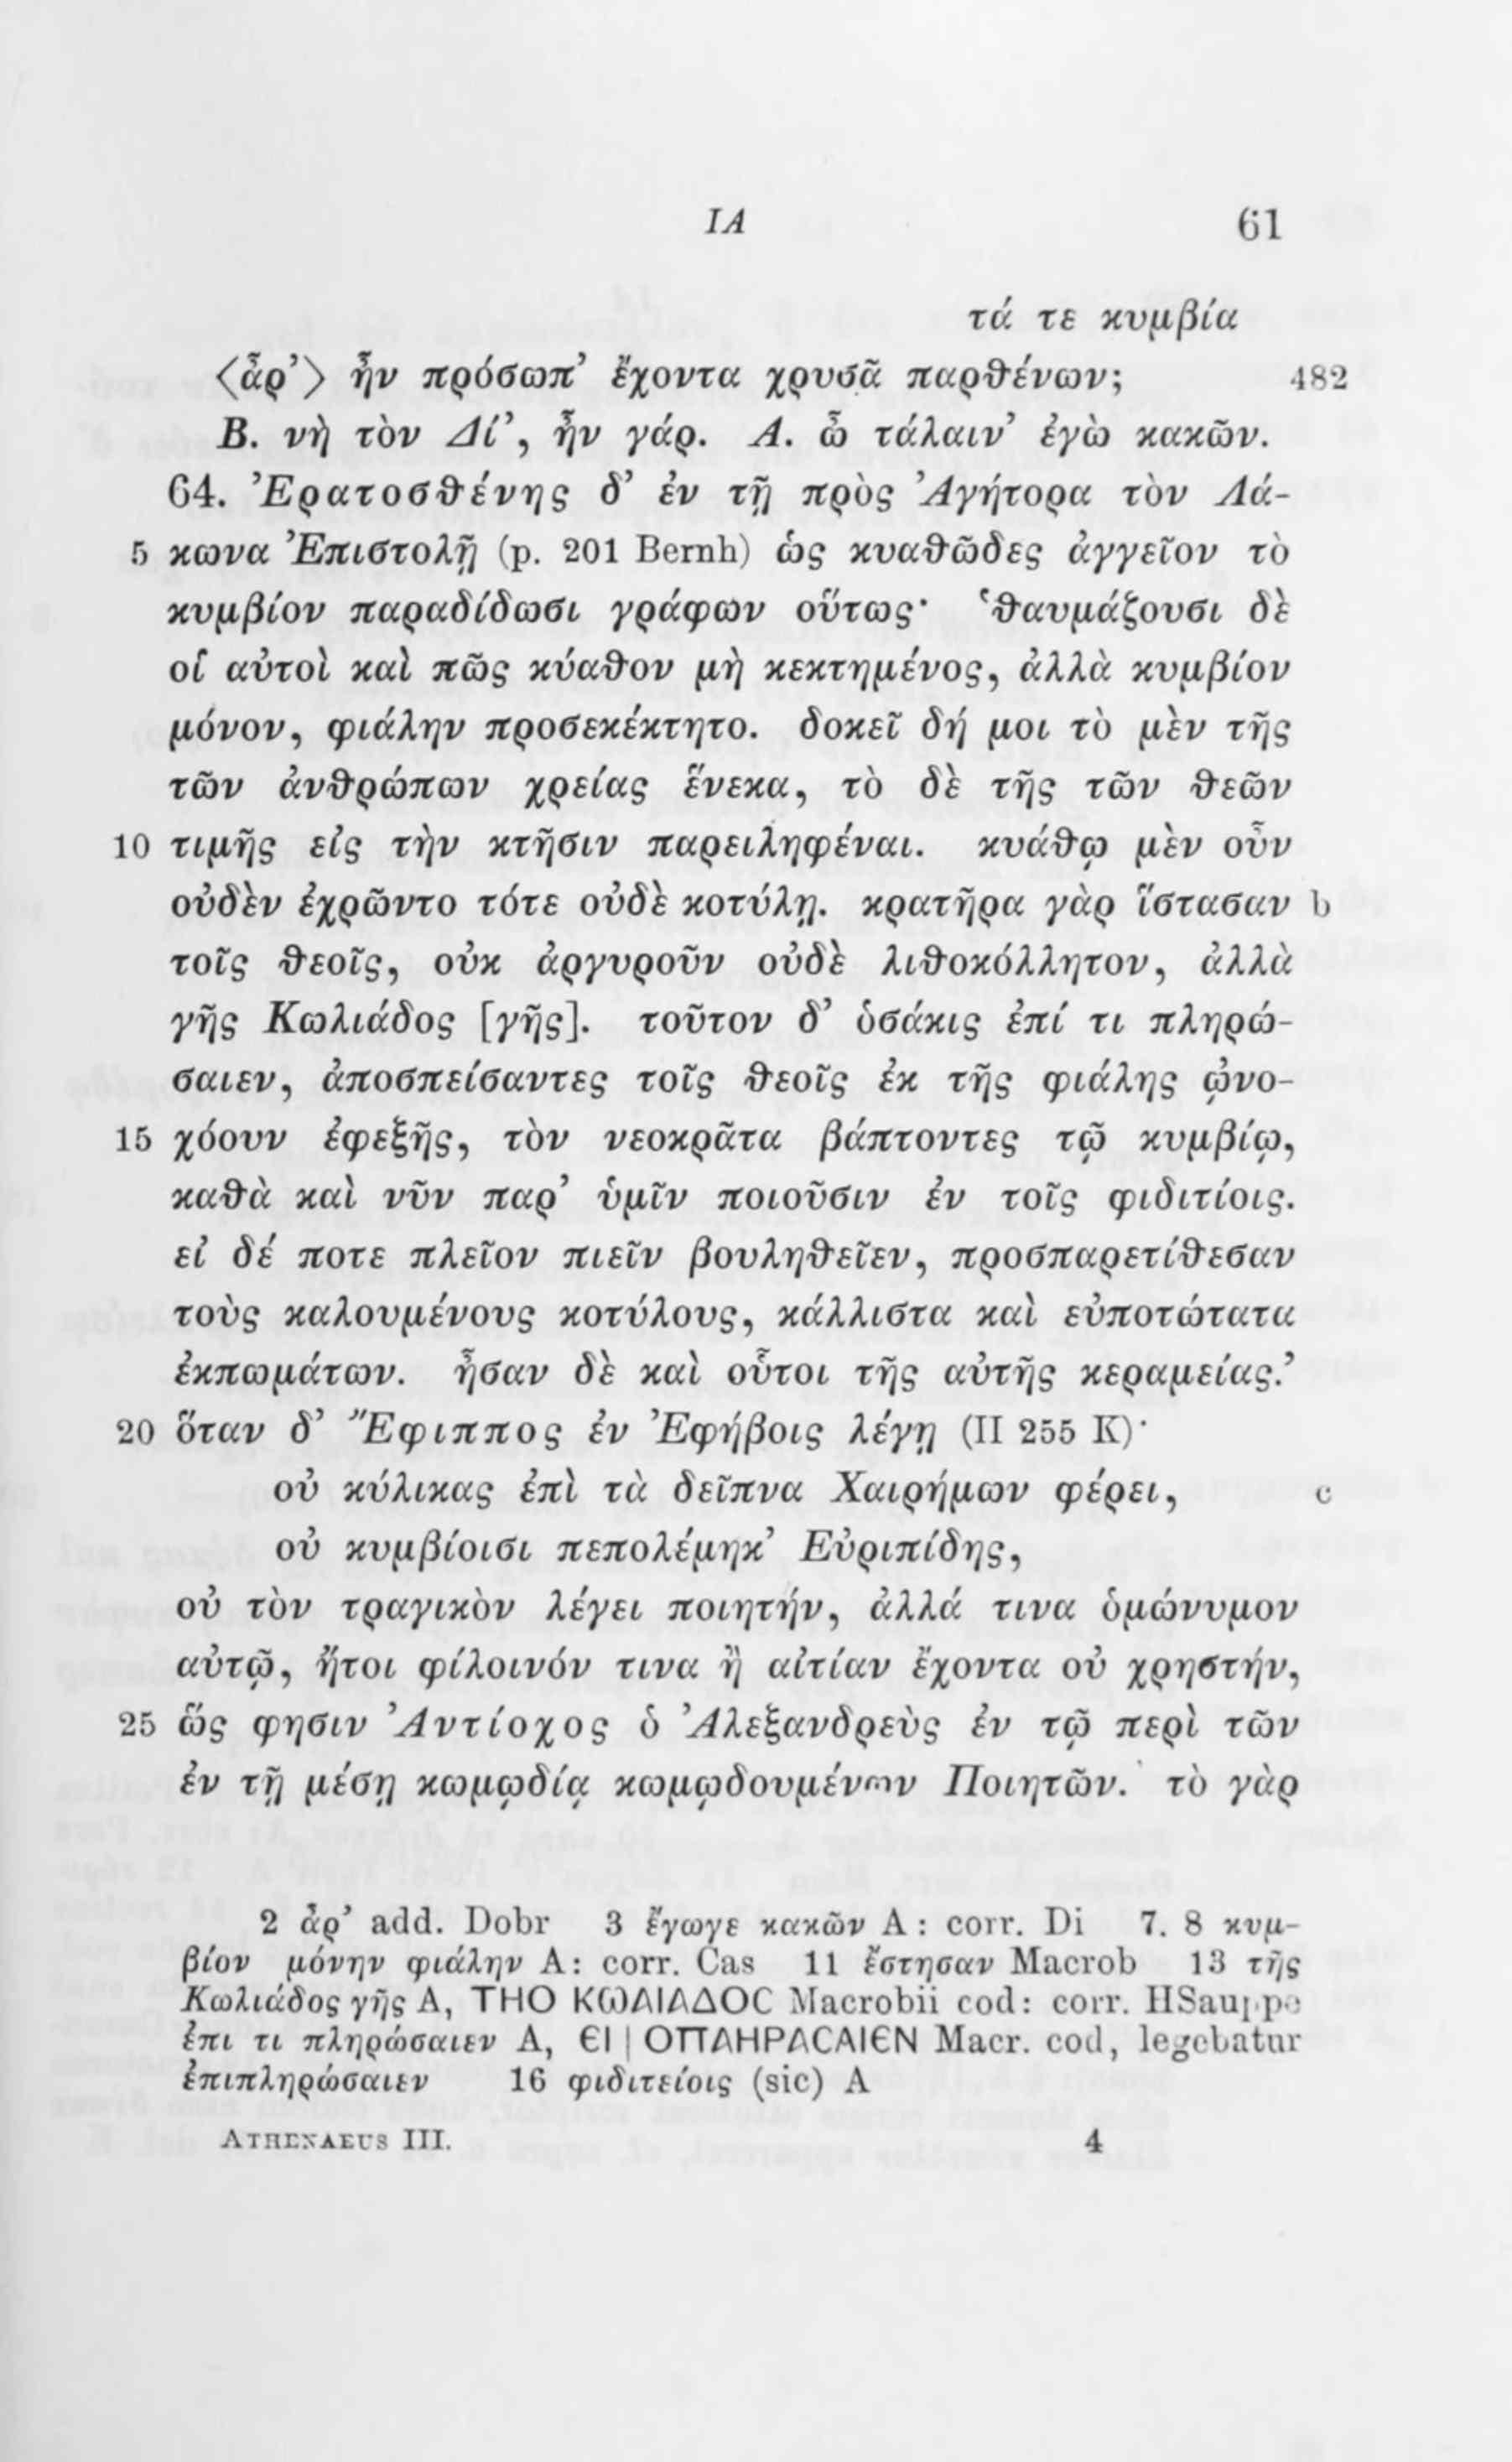 ΙΑ 61
τά τε κυμβία
⟨ἆρ’⟩ ἦν πρόσωπ’ ἔχοντα χρυσᾶ παρθένων; 482
Β. νὴ τὸν Δί’, ἦν γάρ. Α. ὦ τάλαιν’ ἐγὼ κακῶν.
64. Ἐρατοσθένης δ’ ἐν τῇ πρὸς Ἀγήτορα τὸν Λά-
5 κωνα Ἐπιστολῇ (p. 201 Bernh) ὡς κυαθῶδες ἀγγεῖον τὸ
κυμβίον παραδίδωσι γράφων οὕτως· ‘θαυμάζουσι δὲ
οἱ αὐτοὶ καὶ πῶς κύαθον μὴ κεκτημένος, ἀλλὰ κυμβίον
μόνον, φιάλην προσεκέκτητο. δοκεῖ δή μοι τὸ μὲν τῆς
τῶν ἀνθρώπων χρείας ἕνεκα, τὸ δὲ τῆς τῶν θεῶν
10 τιμῆς εἰς τὴν κτῆσιν παρειληφέναι. κυάθῳ μὲν οὖν
οὐδὲν ἐχρῶντο τότε οὐδὲ κοτύλῃ. κρατῆρα γὰρ ἵστασαν b
τοῖς θεοῖς, οὐκ ἀργυροῦν οὐδὲ λιθοκόλλητον, ἀλλὰ
γῆς Κωλιάδος [γῆς]. τοῦτον δ’ ὁσάκις ἐπί τι πληρώ-
σαιεν, ἀποσπείσαντες τοῖς θεοῖς ἐκ τῆς φιάλης ᾠνο-
15 χόουν ἐφεξῆς, τὸν νεοκρᾶτα βάπτοντες τῷ κυμβίῳ,
καθὰ καὶ νῦν παρ’ ὑμῖν ποιοῦσιν ἐν τοῖς φιδιτίοις.
εἰ δέ ποτε πλεῖον πιεῖν βουληθεῖεν, προσπαρετίθεσαν
τοὺς καλουμένους κοτύλους, κάλλιστα καὶ εὐποτώτατα
ἐκπωμάτων. ἦσαν δὲ καὶ οὗτοι τῆς αὐτῆς κεραμείας.’
20 ὅταν δ’ Ἔφιππος ἐν Ἐφήβοις λέγῃ (II 255 K)·
οὐ κύλικας ἐπὶ τὰ δεῖπνα Χαιρήμων φέρει, c
οὐ κυμβίοισι πεπολέμηκ’ Εὐριπίδης,
οὐ τὸν τραγικὸν λέγει ποιητήν, ἀλλά τινα ὁμώνυμον
αὐτῷ, ἤτοι φίλοινόν τινα ἢ αἰτίαν ἔχοντα οὐ χρηστήν,
25 ὥς φησιν Ἀντίοχος ὁ Ἀλεξανδρεὺς ἐν τῷ περὶ τῶν
ἐν τῇ μέσῃ κωμῳδίᾳ κωμῳδουμένων Ποιητῶν. τὸ γὰρ
2 ἆρ’ add. Dobr 3 ἔγωγε κακῶν A : corr. Di 7. 8 κυμ-
βίον μόνην φιάλην A: corr. Cas 11 ἔστησαν Macrob 13 τῆς
Κωλιάδος γῆς A, ΤΗΟ ΚΩΛΙΑΔΟϹ Macrobii cod: corr. HSauppe
ἐπι τι πληρώσαιεν A, ЄΙ | ΟΠΛΗΡΑϹΑΙЄΝ Macr. cod, legebatur
ἐπιπληρώσαιεν 16 φιδιτείοις (sic) A
ATHENAEUS III. 4